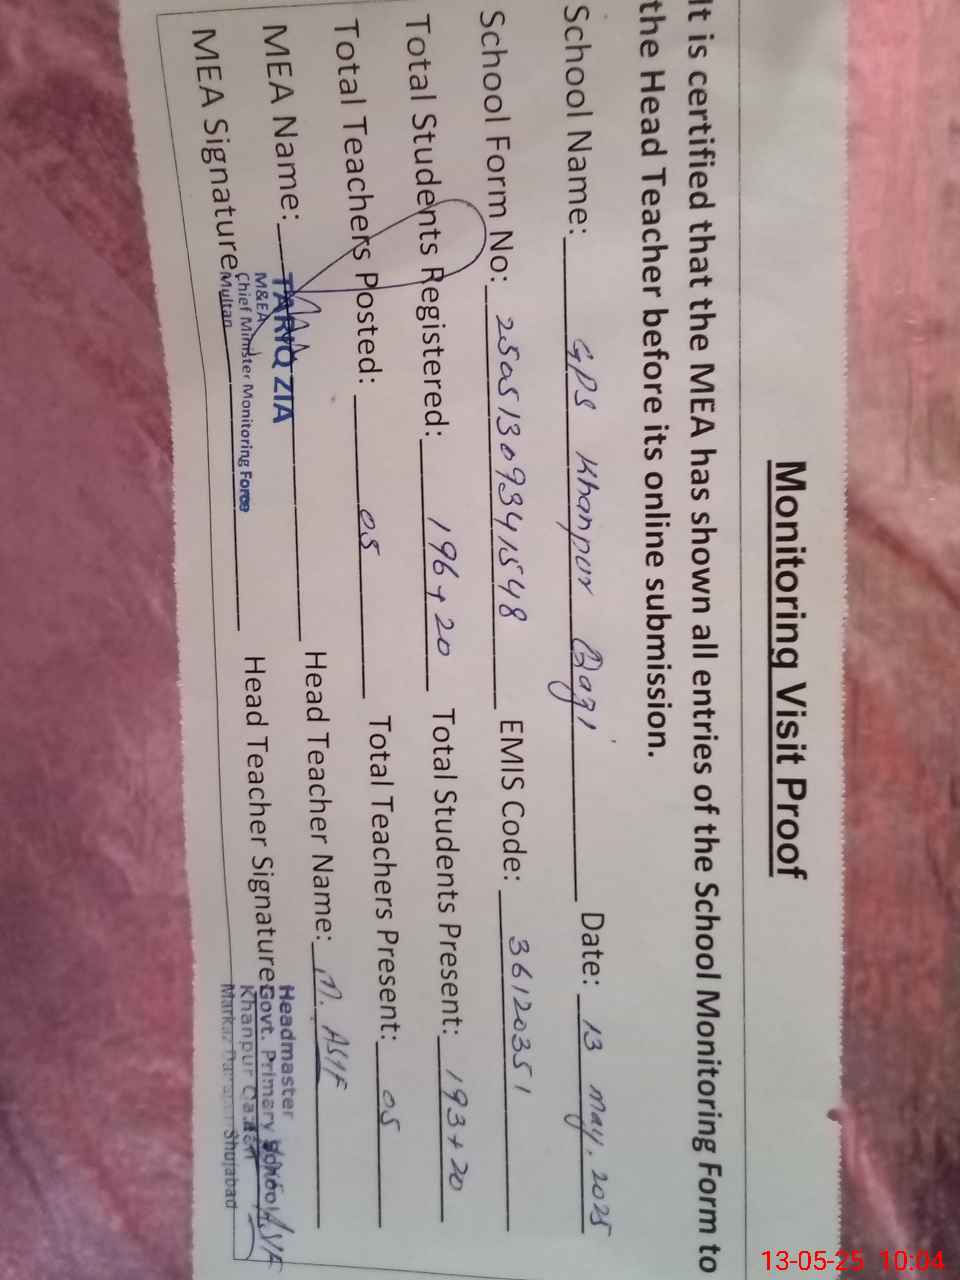 Monitoring Visit Proof
It is certified that the MEA has shown all entries of the School Monitoring Form to
the Head Teacher before its online submission.
School Name: GPS Khanpur Qazi Date: 13 May, 2025
School Form No: 25051309341548 EMIS Code: 36120351
Total Students Registered: 196+20 Total Students Present: 193+20
Total Teachers Posted: 05 Total Teachers Present: 05
MEA Name: TARIQ ZIA Head Teacher Name: M. ASIF
M&EA
Chief Minister Monitoring Force
Multan
MEA Signature Head Teacher Signature
Headmaster
Govt. Primary School
Khanpur
Markaz Shujabad
ASIF
13-05-25 10:04